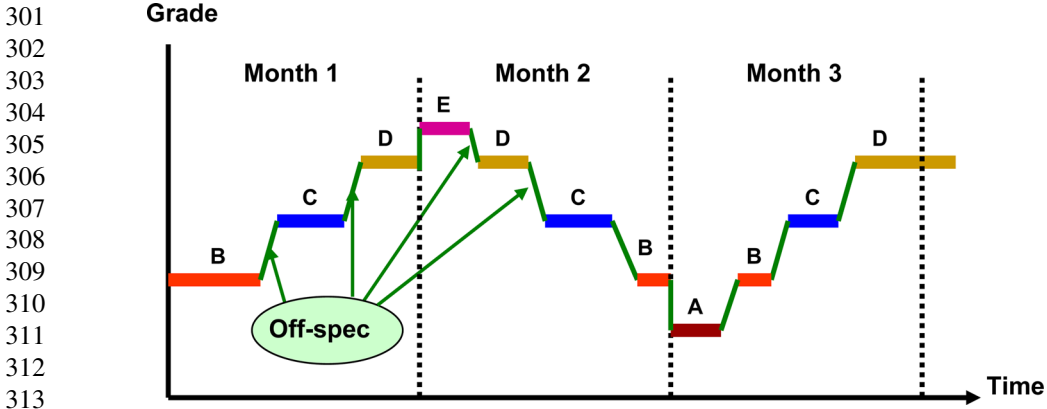 301
302
303
304
305
306
307
308
309
310
311
312
313
Grade
Month 1
Month 2
Month 3
E
D
D
D
C
C
C
B
B
B
A
Off-spec
Time